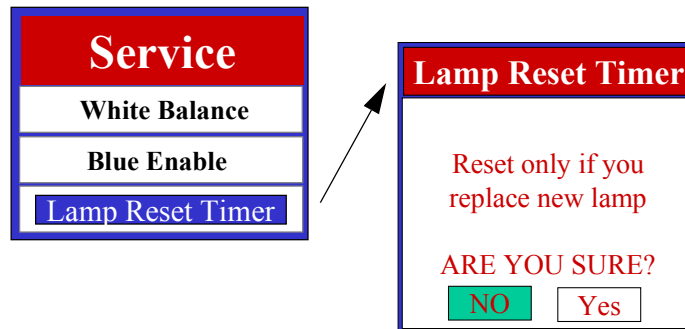 Service
White Balance
Blue Enable
Lamp Reset Timer
Lamp Reset Timer
Reset only if you
replace new lamp
ARE YOU SURE?
NO Yes